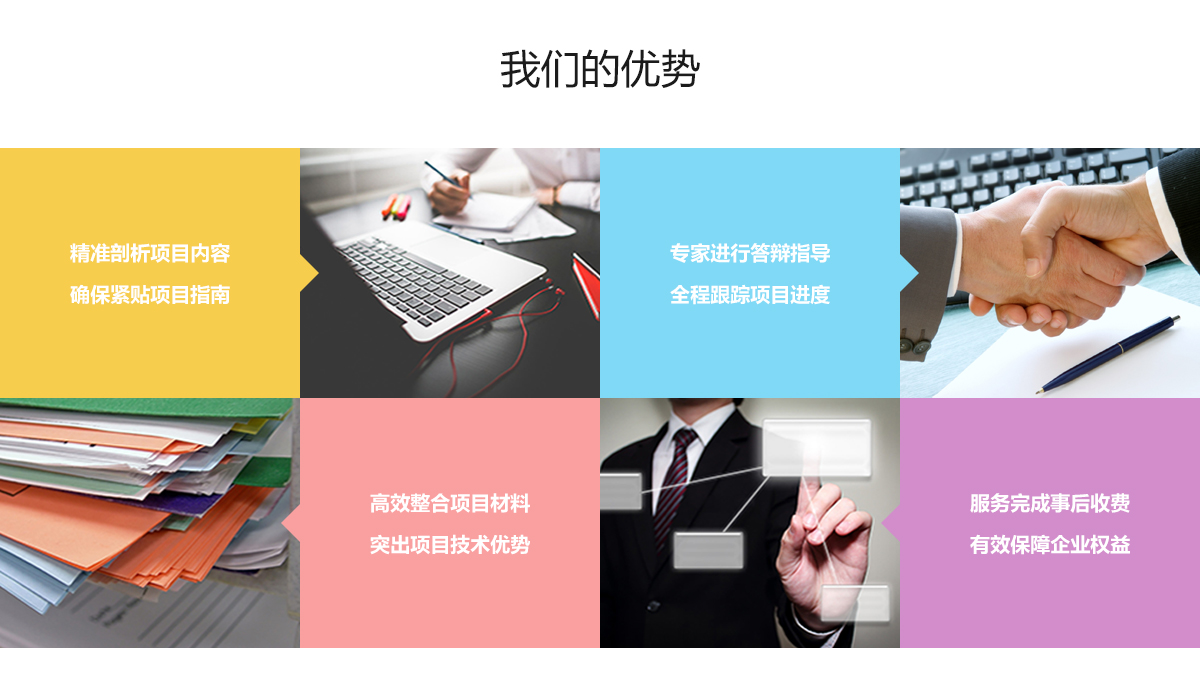 我们的优势
精准剖析项目内容
确保紧贴项目指南
专家进行答辩指导
全程跟踪项目进度
高效整合项目材料
突出项目技术优势
服务完成事后收费
有效保障企业权益